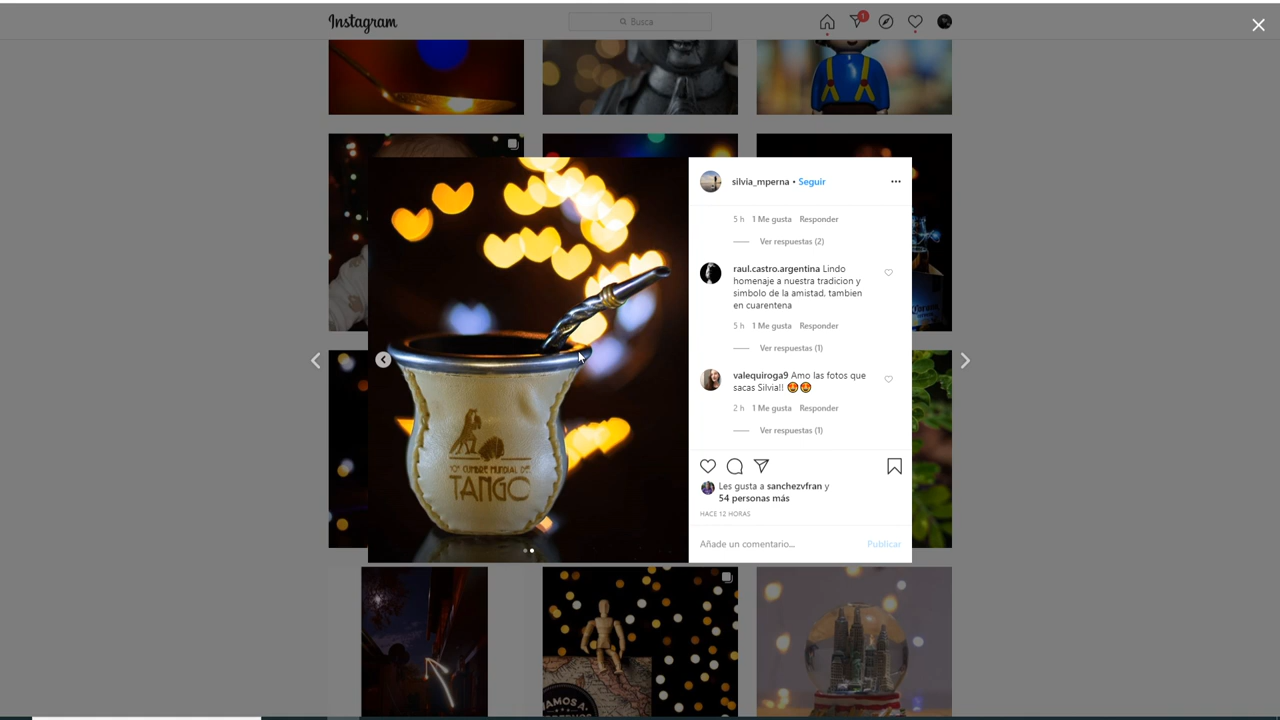 Instagram
Busca
1
silvia_mperna • Seguir
5 h 1 Me gusta Responder
Ver respuestas (2)
raul.castro.argentina Lindo
homenaje a nuestra tradicion y
simbolo de la amistad, tambien
en cuarentena
5 h 1 Me gusta Responder
Ver respuestas (1)
valequiroga9 Amo las fotos que
sacas Silvia!! 🤩🤩
2 h 1 Me gusta Responder
Ver respuestas (1)
Les gusta a sanchezvfran y
54 personas más
HACE 12 HORAS
Añade un comentario... Publicar
10º CUMBRE MUNDIAL DEL
TANGO